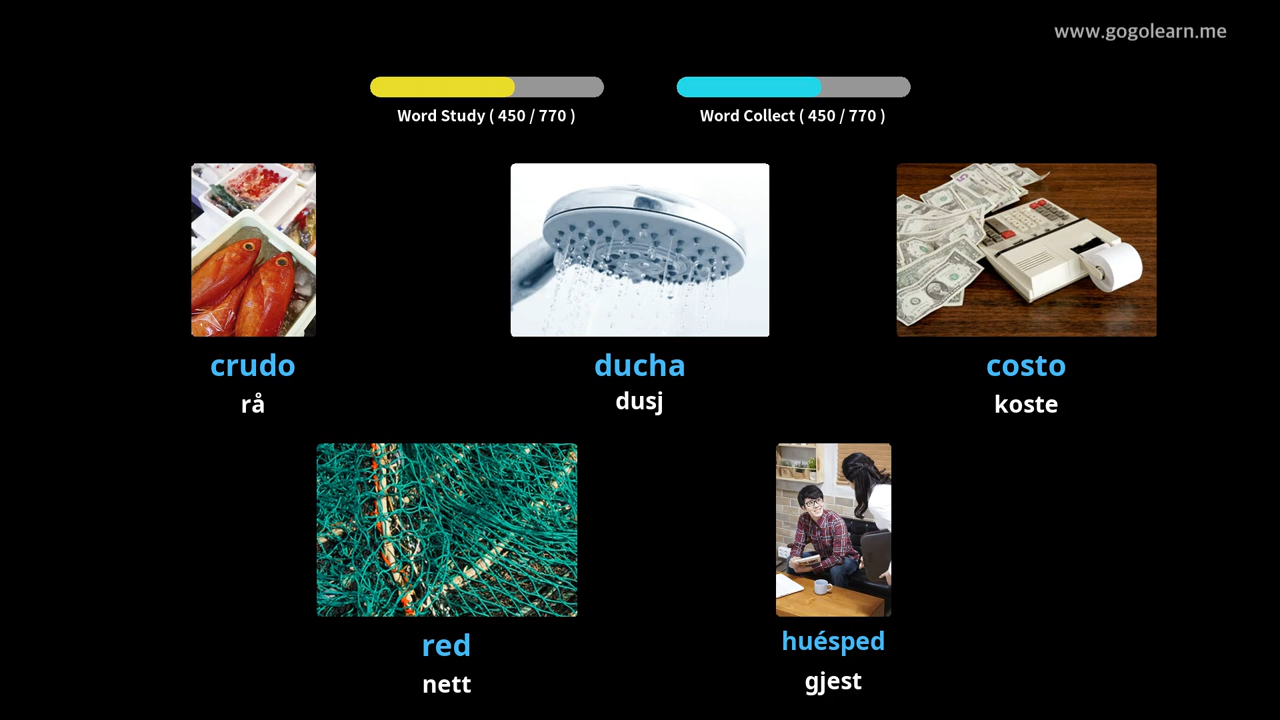 www.gogolearn.me
Word Study ( 450 / 770 )
Word Collect ( 450 / 770 )
crudo
rå
ducha
dusj
costo
koste
red
nett
huésped
gjest